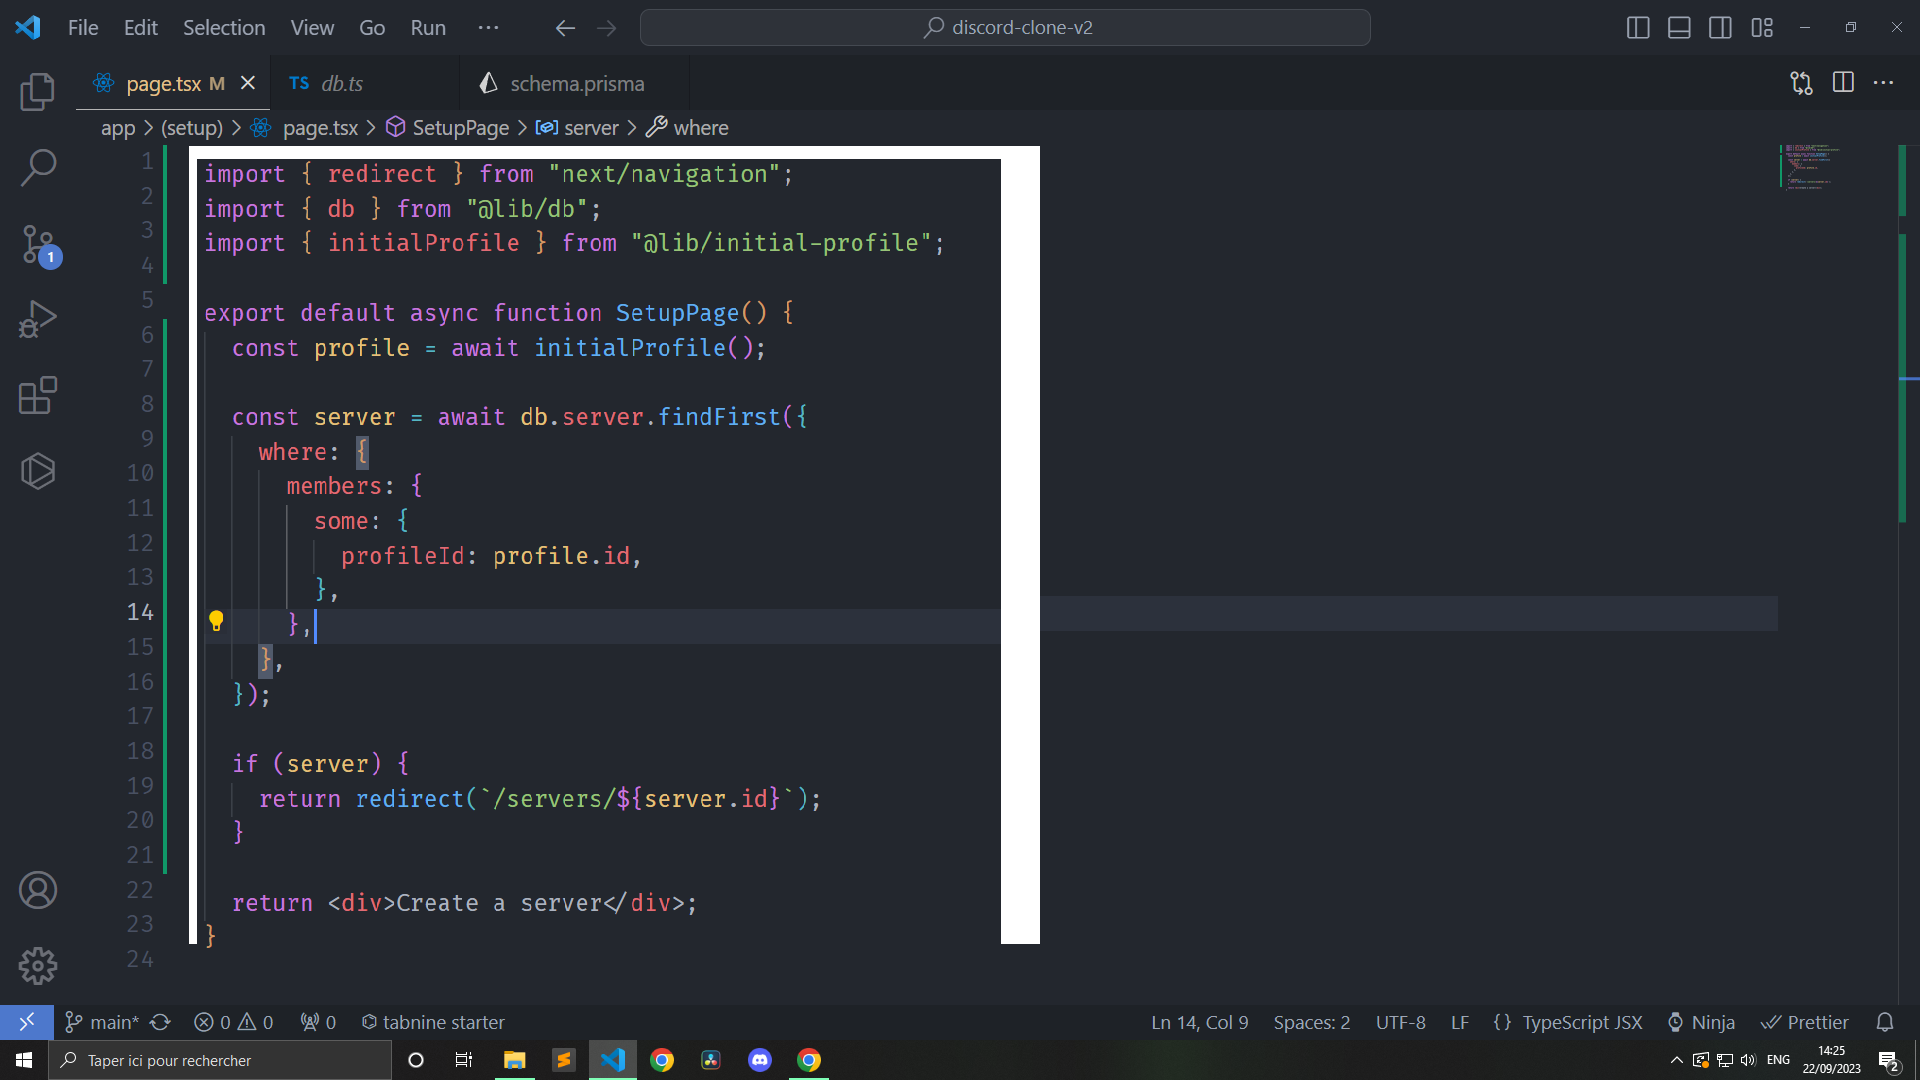 File Edit Selection View Go Run ··· discord-clone-v2
page.tsx M TS db.ts schema.prisma
app > (setup) > page.tsx > SetupPage > server > where
1 import { redirect } from "next/navigation";
2 import { db } from "@lib/db";
3 import { initialProfile } from "@lib/initial-profile";
4
5 export default async function SetupPage() {
6 const profile = await initialProfile();
7
8 const server = await db.server.findFirst({
9 where: {
10 members: {
11 some: {
12 profileId: profile.id,
13 },
14 },
15 },
16 });
17
18 if (server) {
19 return redirect(`/servers/${server.id}`);
20 }
21
22 return <div>Create a server</div>;
23 }
24
1
main* 0 0 0 tabnine starter Ln 14, Col 9 Spaces: 2 UTF-8 LF {} TypeScript JSX Ninja Prettier
Taper ici pour rechercher ENG 14:25
22/09/2023 2